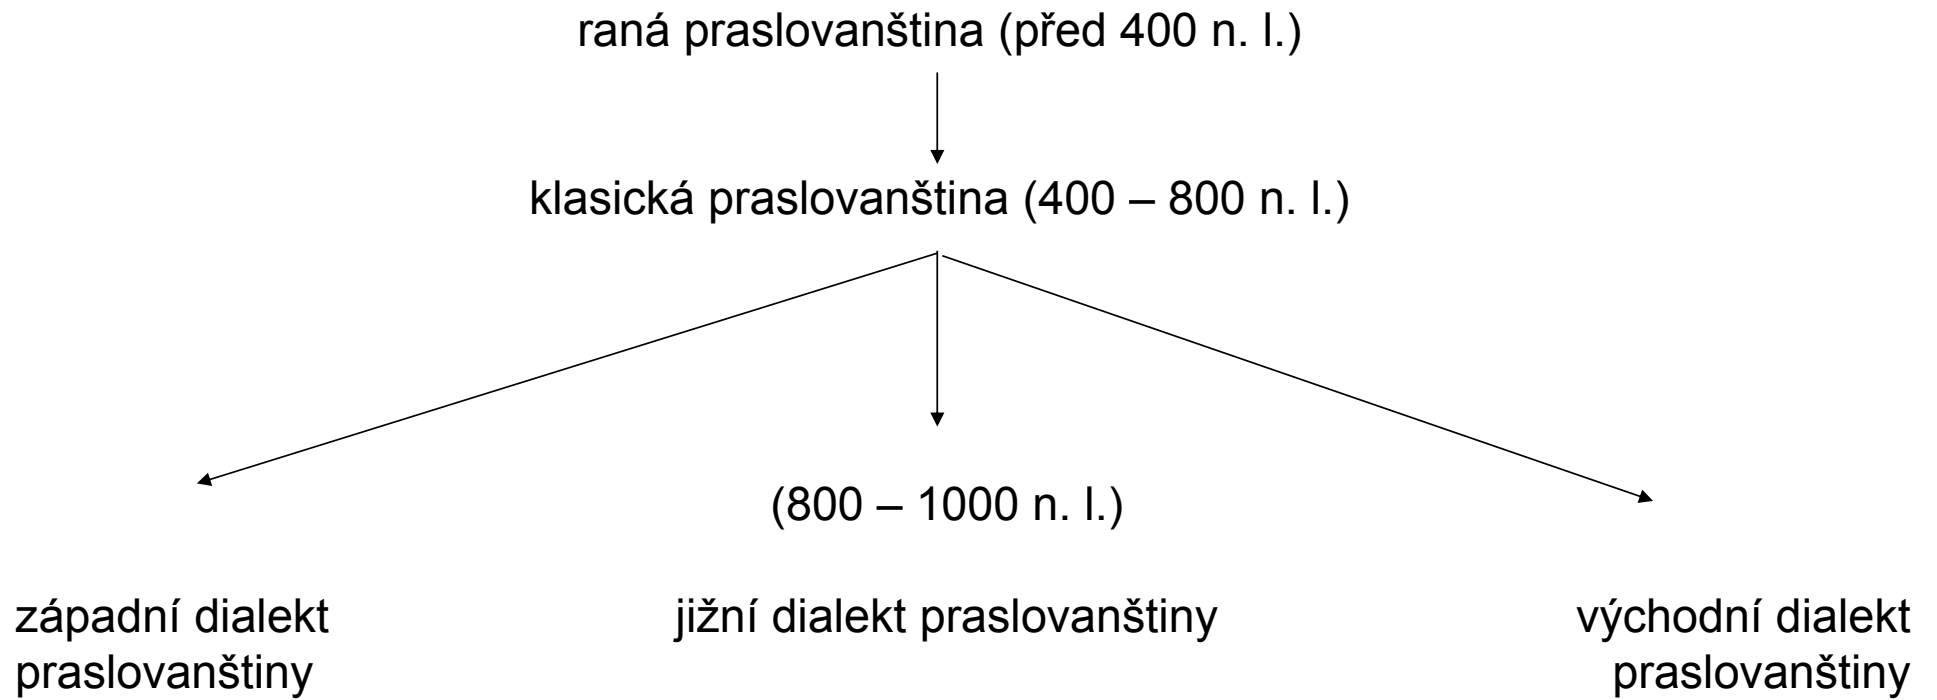 raná praslovanština (před 400 n. l.)
klasická praslovanština (400 – 800 n. l.)
(800 – 1000 n. l.)
západní dialekt
praslovanštiny
jižní dialekt praslovanštiny
východní dialekt
praslovanštiny